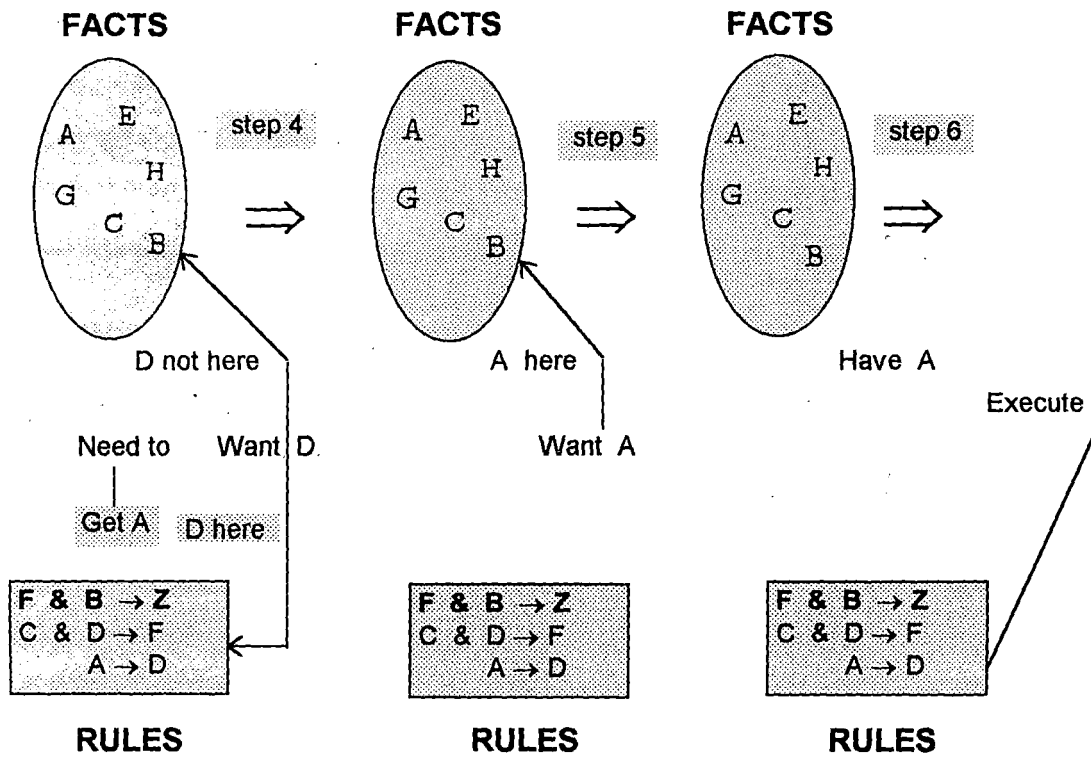 FACTS
A
E
H
G
C
B
step 4
D not here
Need to
Want D
Get A
D here
F & B → Z
C & D → F
A → D
RULES
FACTS
A
E
H
G
C
B
step 5
A here
Want A
F & B → Z
C & D → F
A → D
RULES
FACTS
A
E
H
G
C
B
step 6
Have A
Execute
F & B → Z
C & D → F
A → D
RULES